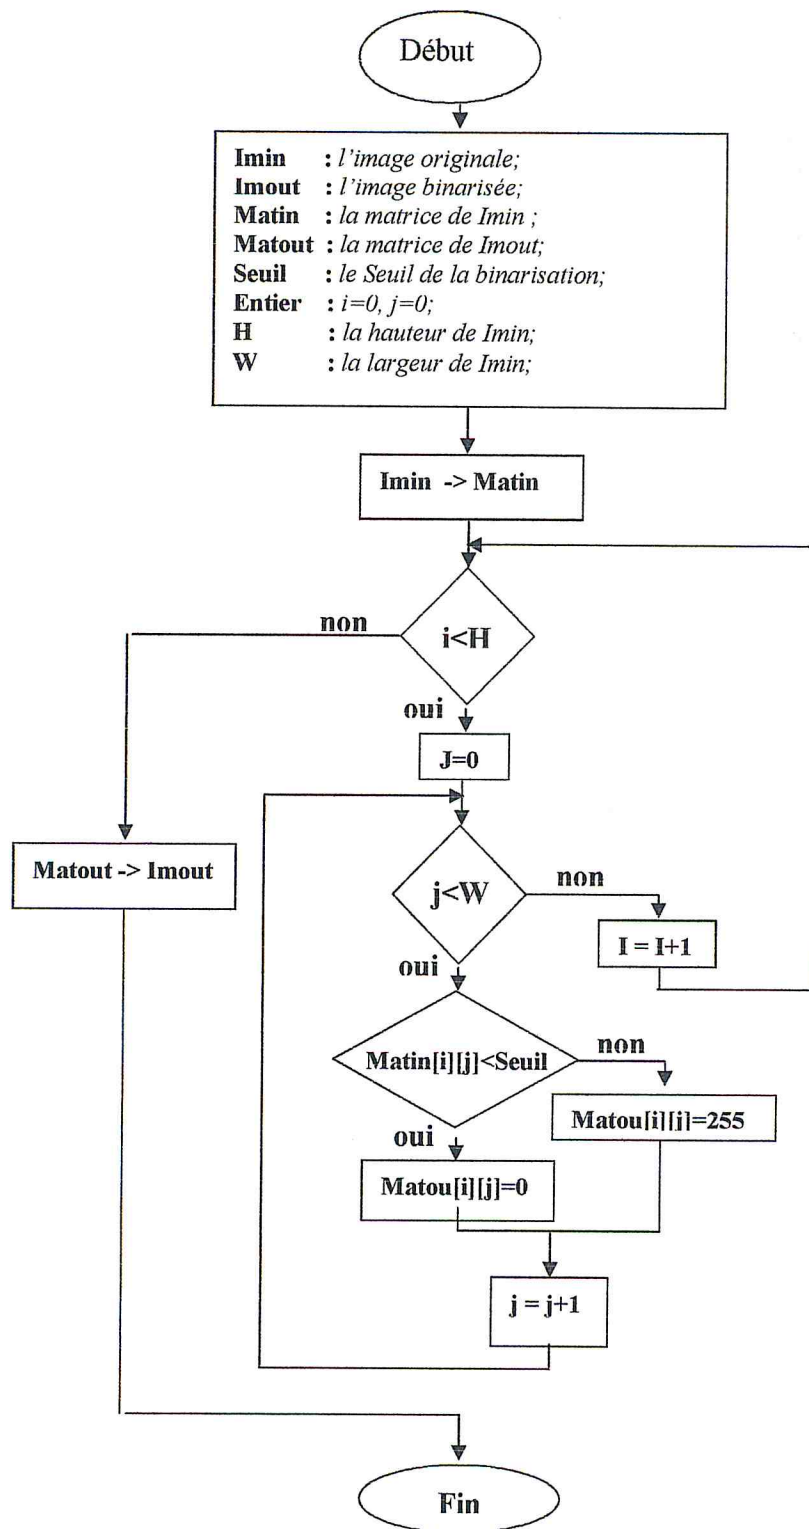 Début
Imin : l'image originale;
Imout : l'image binarisée;
Matin : la matrice de Imin ;
Matout : la matrice de Imout;
Seuil : le Seuil de la binarisation;
Entier : i=0, j=0;
H : la hauteur de Imin;
W : la largeur de Imin;
Imin -> Matin
i<H
non
oui
J=0
Matout -> Imout
j<W
non
I = I+1
oui
Matin[i][j]<Seuil
non
Matou[i][j]=255
oui
Matou[i][j]=0
j = j+1
Fin